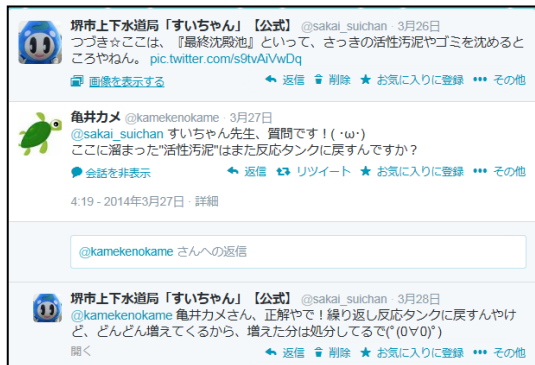 堺市上下水道局「すいちゃん」【公式】 @sakai_suichan · 3月26日
つづき☆ここは、『最終沈殿池』といって、さっきの活性汚泥やゴミを沈めると
ころやねん。 pic.twitter.com/s9tvAiVwDq
画像を表示する 返信 削除 お気に入りに登録 その他
亀井カメ @kamekenokame · 3月27日
@sakai_suichan すいちゃん先生、質問です！( ･ω･)
ここに溜まった"活性汚泥"はまた反応タンクに戻すんですか？
会話を非表示 返信 リツイート お気に入りに登録 その他
4:19 - 2014年3月27日 · 詳細
@kamekenokame さんへの返信
堺市上下水道局「すいちゃん」【公式】 @sakai_suichan · 3月28日
@kamekenokame 亀井カメさん、正解やで！繰り返し反応タンクに戻すんやけ
ど、どんどん増えてくるから、増えた分は処分してるで(ﾟ(0∀0)ﾟ)
開く 返信 削除 お気に入りに登録 その他